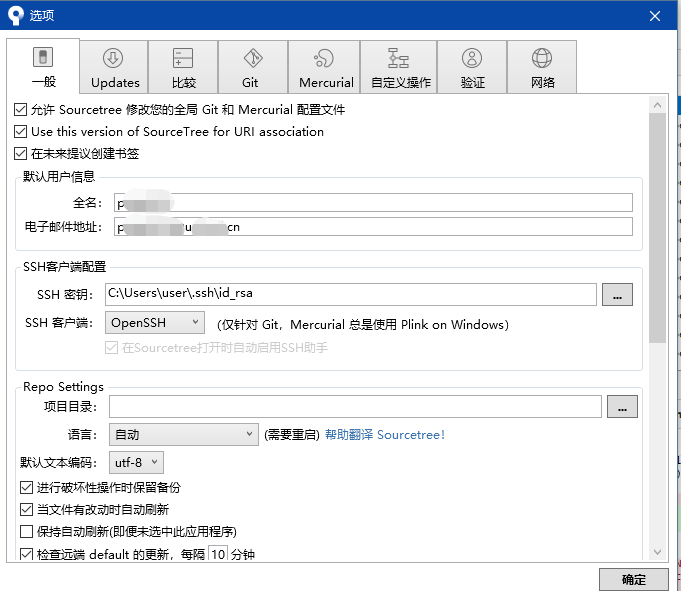 选项
一般
Updates
比较
Git
Mercurial
自定义操作
验证
网络
允许 Sourcetree 修改您的全局 Git 和 Mercurial 配置文件
Use this version of SourceTree for URI association
在未来提议创建书签
默认用户信息
全名: p
电子邮件地址: p u cn
SSH客户端配置
SSH 密钥: C:\Users\user\.ssh\id_rsa ...
SSH 客户端: OpenSSH (仅针对 Git，Mercurial 总是使用 Plink on Windows)
在Sourcetree打开时自动启用SSH助手
Repo Settings
项目目录: ...
语言: 自动 (需要重启) 帮助翻译 Sourcetree!
默认文本编码: utf-8
进行破坏性操作时保留备份
当文件有改动时自动刷新
保持自动刷新(即便未选中此应用程序)
检查远端 default 的更新，每隔 10 分钟
确定